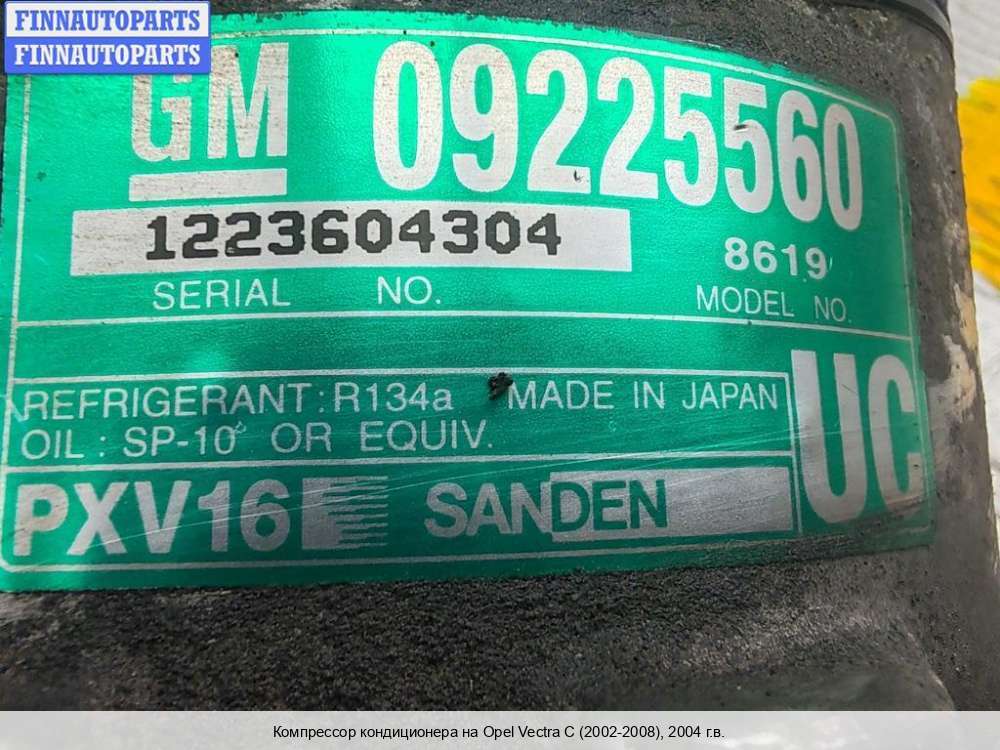 FINNAUTOPARTS
FINNAUTOPARTS
GM 09225560
1223604304
8619
SERIAL NO.
MODEL NO.
REFRIGERANT: R134a MADE IN JAPAN
OIL: SP-10 OR EQUIV.
UC
PXV16 SANDEN
Компрессор кондиционера на Opel Vectra C (2002-2008), 2004 г.в.